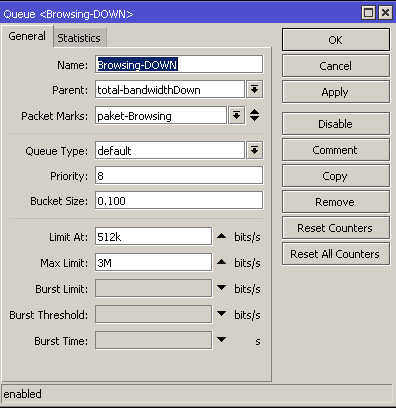 Queue <Browsing-DOWN>
General Statistics
OK
Name: Browsing-DOWN
Cancel
Parent: total-bandwidthDown
Apply
Packet Marks: paket-Browsing
Disable
Queue Type: default
Comment
Priority: 8
Copy
Bucket Size: 0.100
Remove
Limit At: 512k bits/s
Reset Counters
Max Limit: 3M bits/s
Reset All Counters
Burst Limit: bits/s
Burst Threshold: bits/s
Burst Time: s
enabled